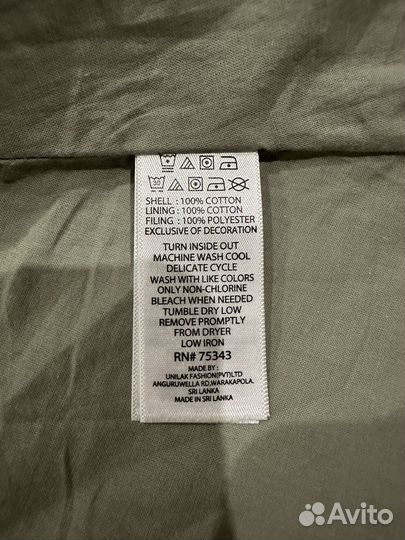 30
SHELL : 100% COTTON
LINING : 100% COTTON
FILING : 100% POLYESTER
EXCLUSIVE OF DECORATION
TURN INSIDE OUT
MACHINE WASH COOL
DELICATE CYCLE
WASH WITH LIKE COLORS
ONLY NON-CHLORINE
BLEACH WHEN NEEDED
TUMBLE DRY LOW
REMOVE PROMPTLY
FROM DRYER
LOW IRON
RN# 75343
MADE BY :
UNILAK FASHION(PVT)LTD
ANGURUWELLA RD,WARAKAPOLA.
SRI LANKA
MADE IN SRI LANKA
Avito